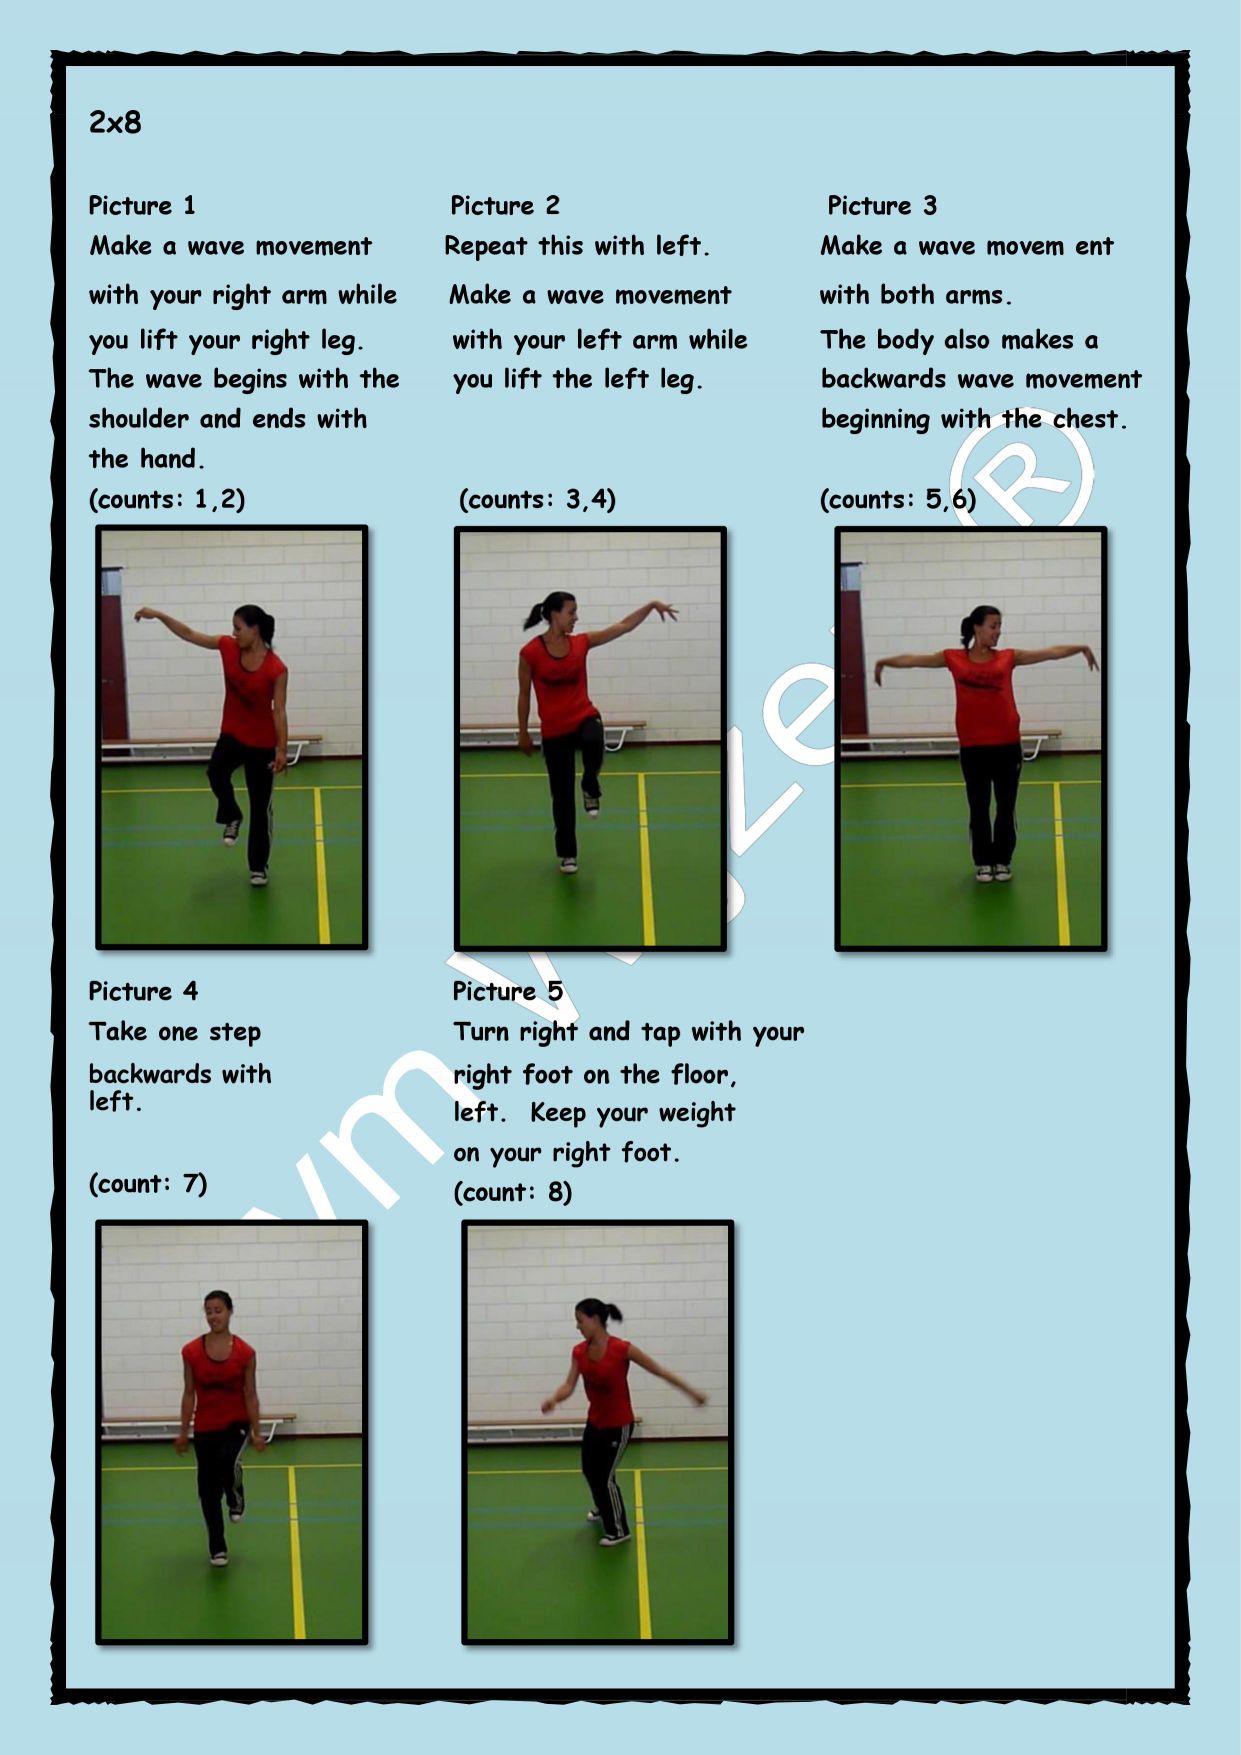 2x8
Picture 1
Make a wave movement
with your right arm while
you lift your right leg.
The wave begins with the
shoulder and ends with
the hand.
(counts: 1,2)
Picture 2
Repeat this with left.
Make a wave movement
with your left arm while
you lift the left leg.
(counts: 3,4)
Picture 3
Make a wave movem ent
with both arms.
The body also makes a
backwards wave movement
beginning with the chest.
(counts: 5,6)
Picture 4
Take one step
backwards with
left.
(count: 7)
Picture 5
Turn right and tap with your
right foot on the floor,
left. Keep your weight
on your right foot.
(count: 8)
®